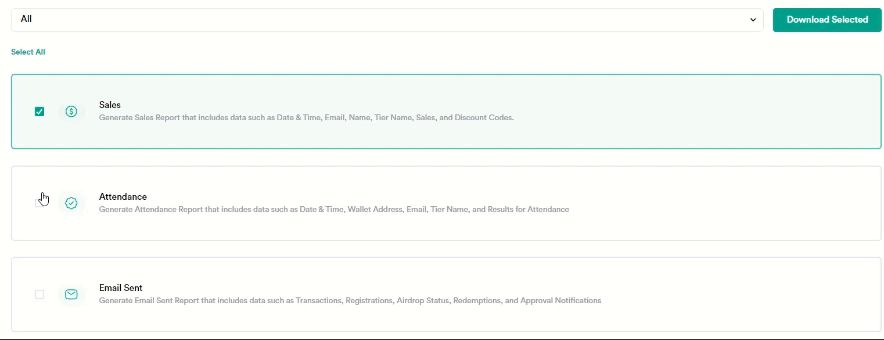 All
Download Selected
Select All
Sales
Generate Sales Report that includes data such as Date & Time, Email, Name, Tier Name, Sales, and Discount Codes.
Attendance
Generate Attendance Report that includes data such as Date & Time, Wallet Address, Email, Tier Name, and Results for Attendance
Email Sent
Generate Email Sent Report that includes data such as Transactions, Registrations, Airdrop Status, Redemptions, and Approval Notifications